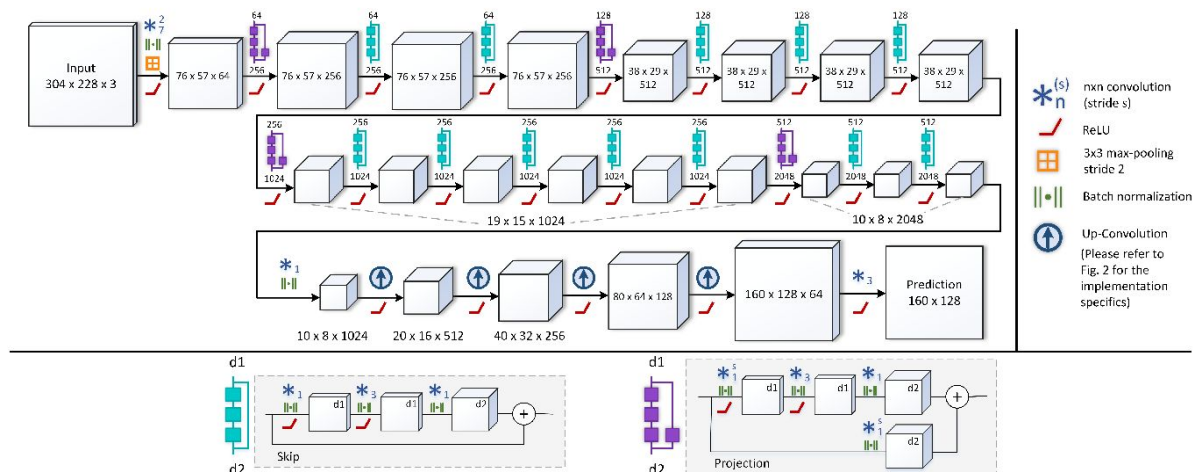 2
7
64
64
64
128
128
128
128
Input
304 x 228 x 3
76 x 57 x 64
256
76 x 57 x 256
256
76 x 57 x 256
256
76 x 57 x 256
512
38 x 29 x
512
512
38 x 29 x
512
512
38 x 29 x
512
512
38 x 29 x
512
256
256
256
256
256
256
512
512
512
1024
1024
1024
1024
1024
1024
2048
2048
2048
19 x 15 x 1024
10 x 8 x 2048
1
80 x 64 x 128
160 x 128 x 64
3
Prediction
160 x 128
10 x 8 x 1024
20 x 16 x 512
40 x 32 x 256
(s)
n
nxn convolution
(stride s)
ReLU
3x3 max-pooling
stride 2
Batch normalization
Up-Convolution
(Please refer to
Fig. 2 for the
implementation
specifics)
d1
d2
1
d1
3
d1
1
d2
+
Skip
d1
d2
s
1
d1
3
d1
1
d2
+
s
1
d2
Projection